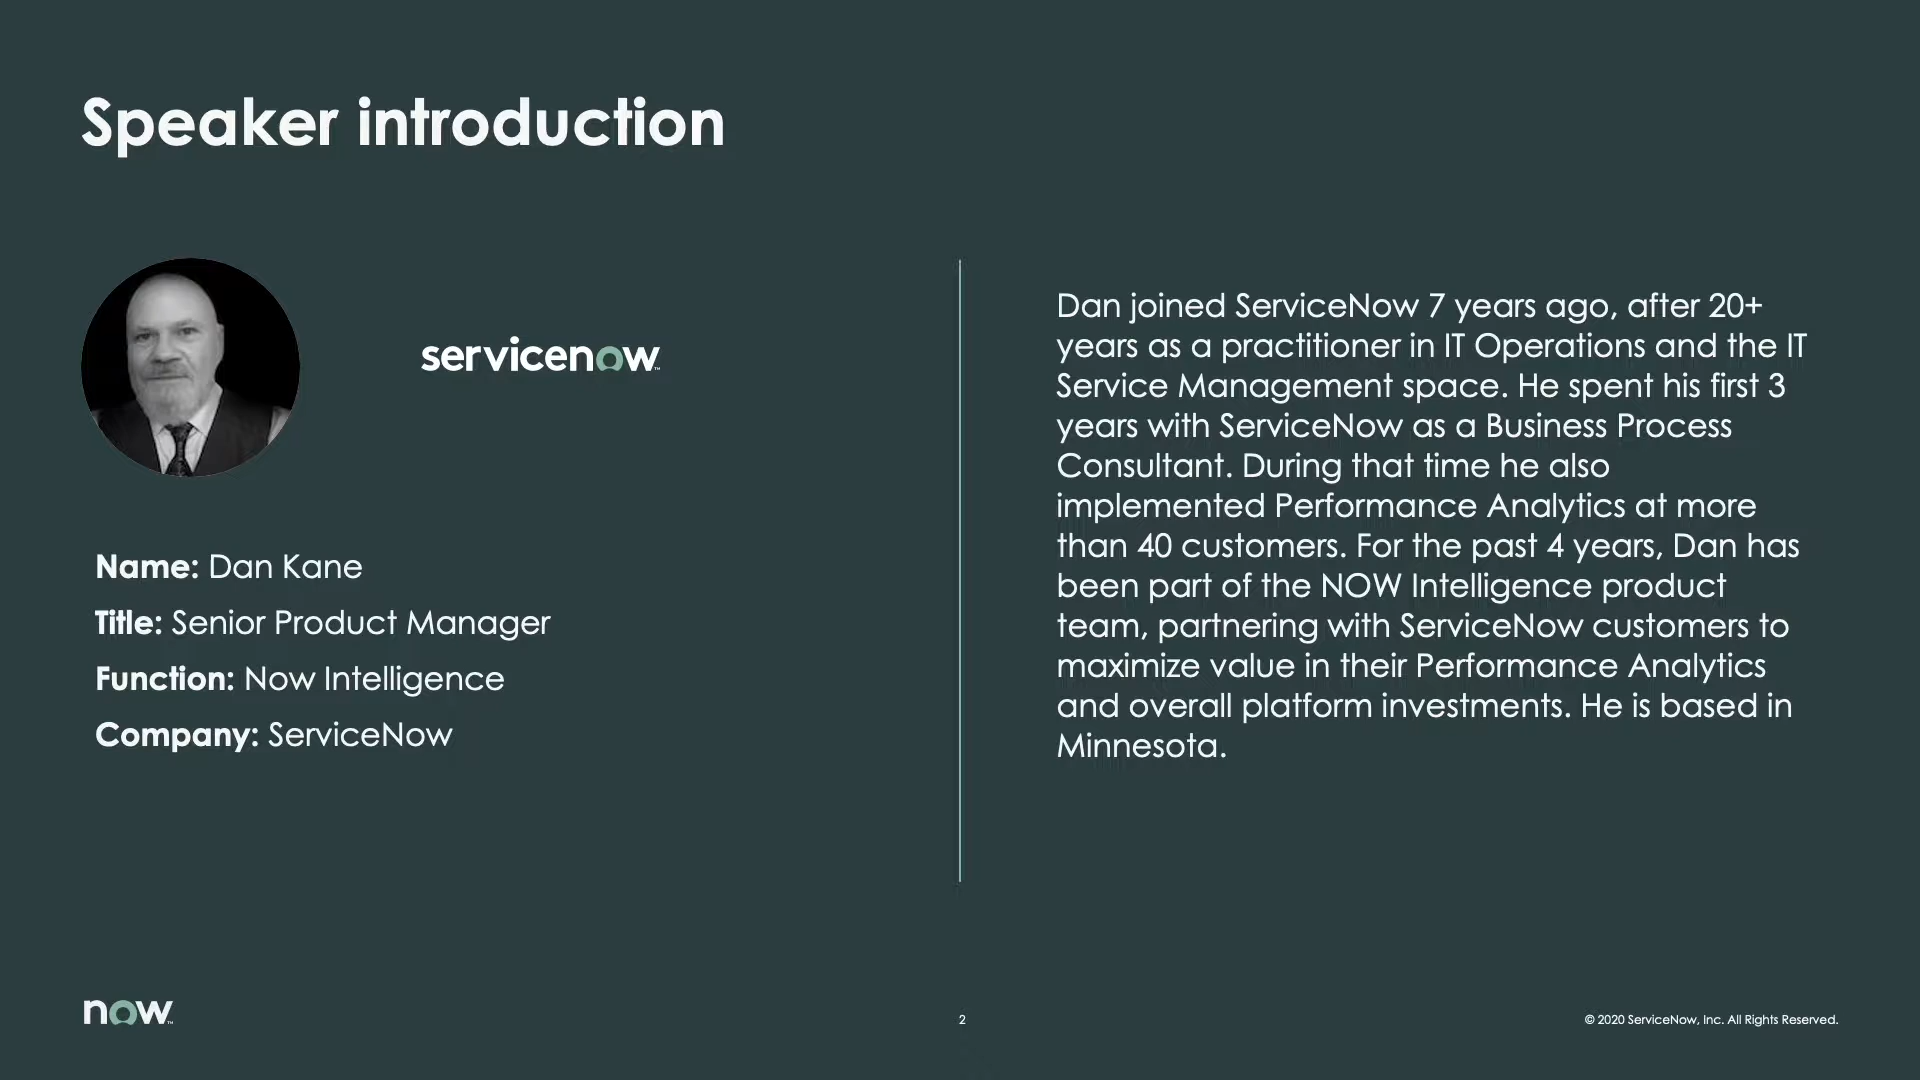 Speaker introduction
servicenow™
Name: Dan Kane
Title: Senior Product Manager
Function: Now Intelligence
Company: ServiceNow
Dan joined ServiceNow 7 years ago, after 20+
years as a practitioner in IT Operations and the IT
Service Management space. He spent his first 3
years with ServiceNow as a Business Process
Consultant. During that time he also
implemented Performance Analytics at more
than 40 customers. For the past 4 years, Dan has
been part of the NOW Intelligence product
team, partnering with ServiceNow customers to
maximize value in their Performance Analytics
and overall platform investments. He is based in
Minnesota.
now™
2
© 2020 ServiceNow, Inc. All Rights Reserved.